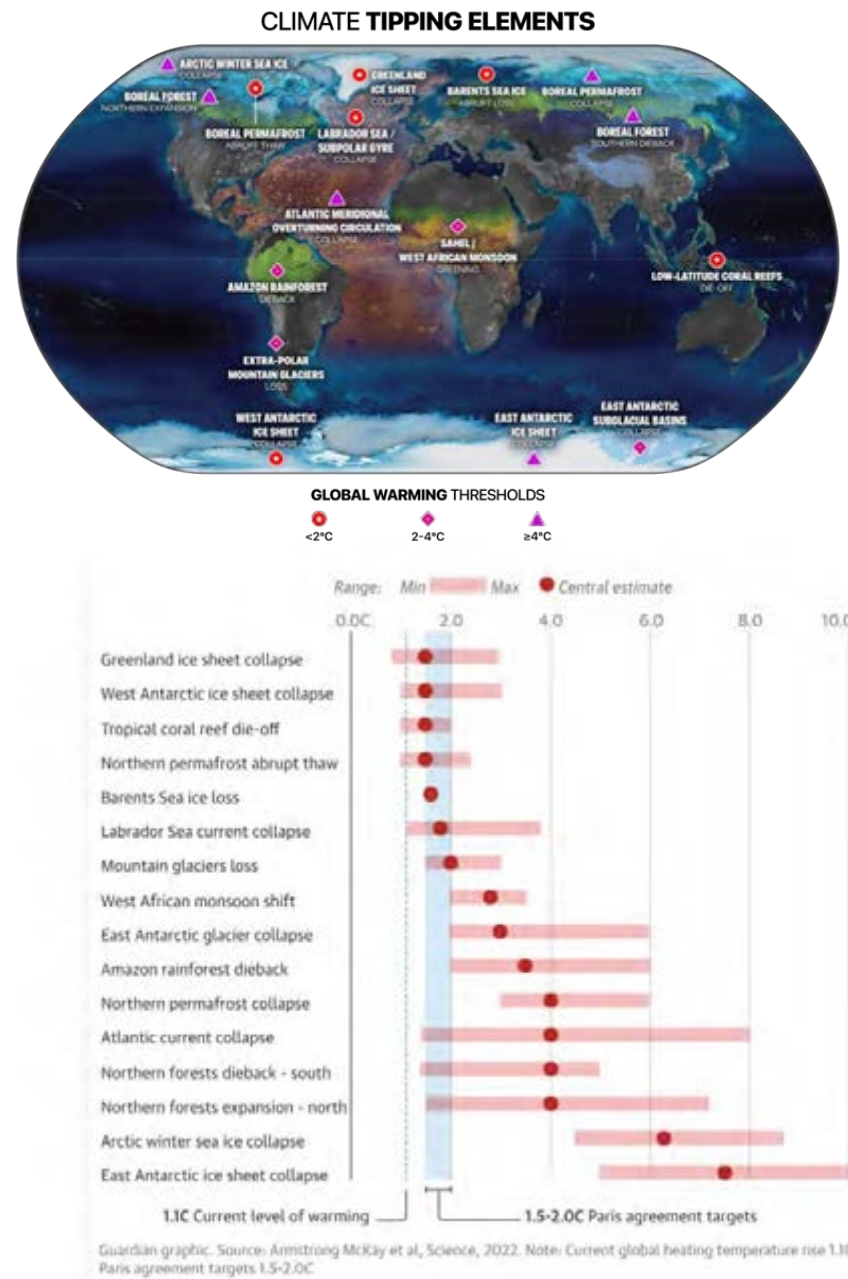 CLIMATE TIPPING ELEMENTS
ARCTIC WINTER SEA ICE
COLLAPSE
GREENLAND
ICE SHEET
COLLAPSE
BARENTS SEA ICE
ABRUPT LOSS
BOREAL PERMAFROST
COLLAPSE
BOREAL FOREST
NORTHERN EXPANSION
BOREAL PERMAFROST
ABRUPT THAW
LABRADOR SEA /
SUBPOLAR GYRE
COLLAPSE
BOREAL FOREST
SOUTHERN DIEBACK
ATLANTIC MERIDIONAL
OVERTURNING CIRCULATION
COLLAPSE
SAHEL /
WEST AFRICAN MONSOON
GREENING
LOW-LATITUDE CORAL REEFS
DIE-OFF
AMAZON RAINFOREST
DIEBACK
EXTRA-POLAR
MOUNTAIN GLACIERS
LOSS
WEST ANTARCTIC
ICE SHEET
COLLAPSE
EAST ANTARCTIC
ICE SHEET
COLLAPSE
EAST ANTARCTIC
SUBGLACIAL BASINS
COLLAPSE
GLOBAL WARMING THRESHOLDS
<2°C 2-4°C ≥4°C
Range: Min Max Central estimate
0.0C 2.0 4.0 6.0 8.0 10.0
Greenland ice sheet collapse
West Antarctic ice sheet collapse
Tropical coral reef die-off
Northern permafrost abrupt thaw
Barents Sea ice loss
Labrador Sea current collapse
Mountain glaciers loss
West African monsoon shift
East Antarctic glacier collapse
Amazon rainforest dieback
Northern permafrost collapse
Atlantic current collapse
Northern forests dieback - south
Northern forests expansion - north
Arctic winter sea ice collapse
East Antarctic ice sheet collapse
1.1C Current level of warming 1.5-2.0C Paris agreement targets
Guardian graphic. Source: Armstrong McKay et al, Science, 2022. Note: Current global heating temperature rise 1.1C
Paris agreement targets 1.5-2.0C